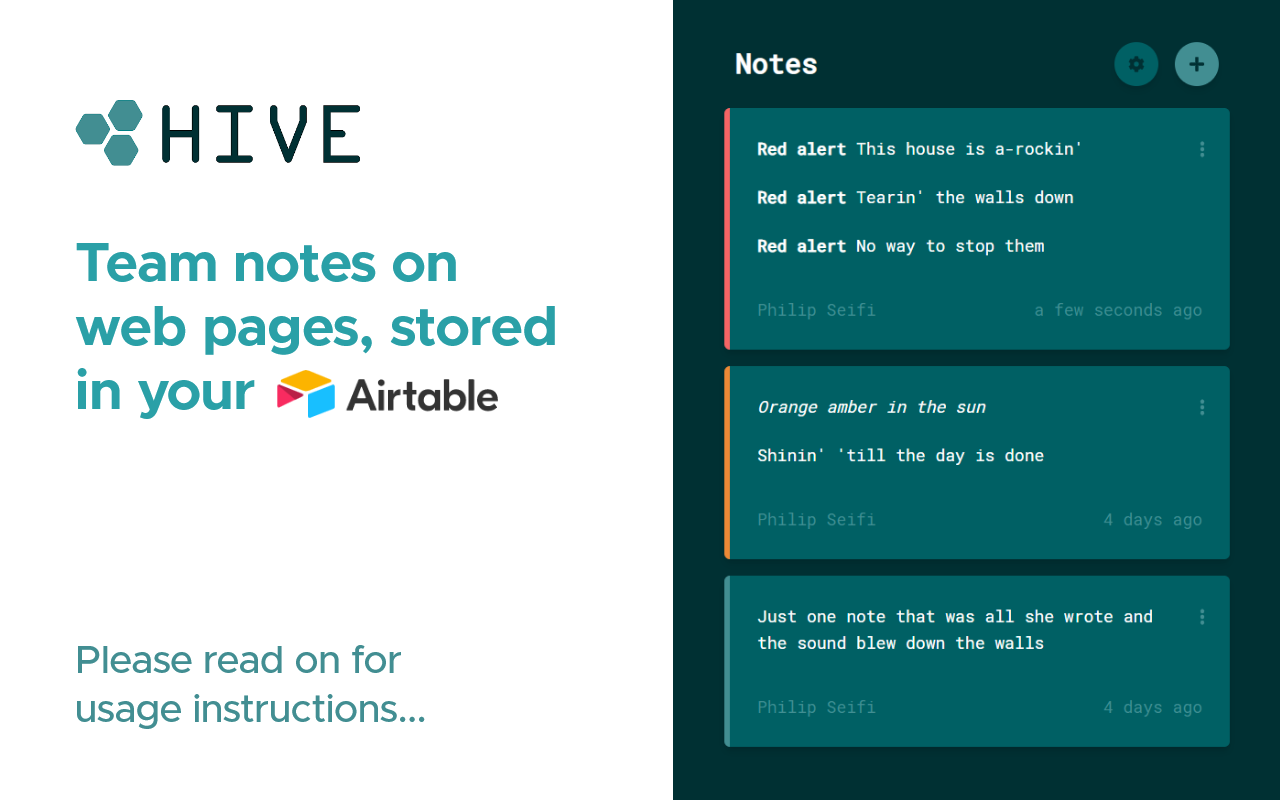 HIVE
Team notes on
web pages, stored
in your Airtable
Please read on for
usage instructions...
Notes
Red alert This house is a-rockin'
Red alert Tearin' the walls down
Red alert No way to stop them
Philip Seifi a few seconds ago
Orange amber in the sun
Shinin' 'till the day is done
Philip Seifi 4 days ago
Just one note that was all she wrote and
the sound blew down the walls
Philip Seifi 4 days ago